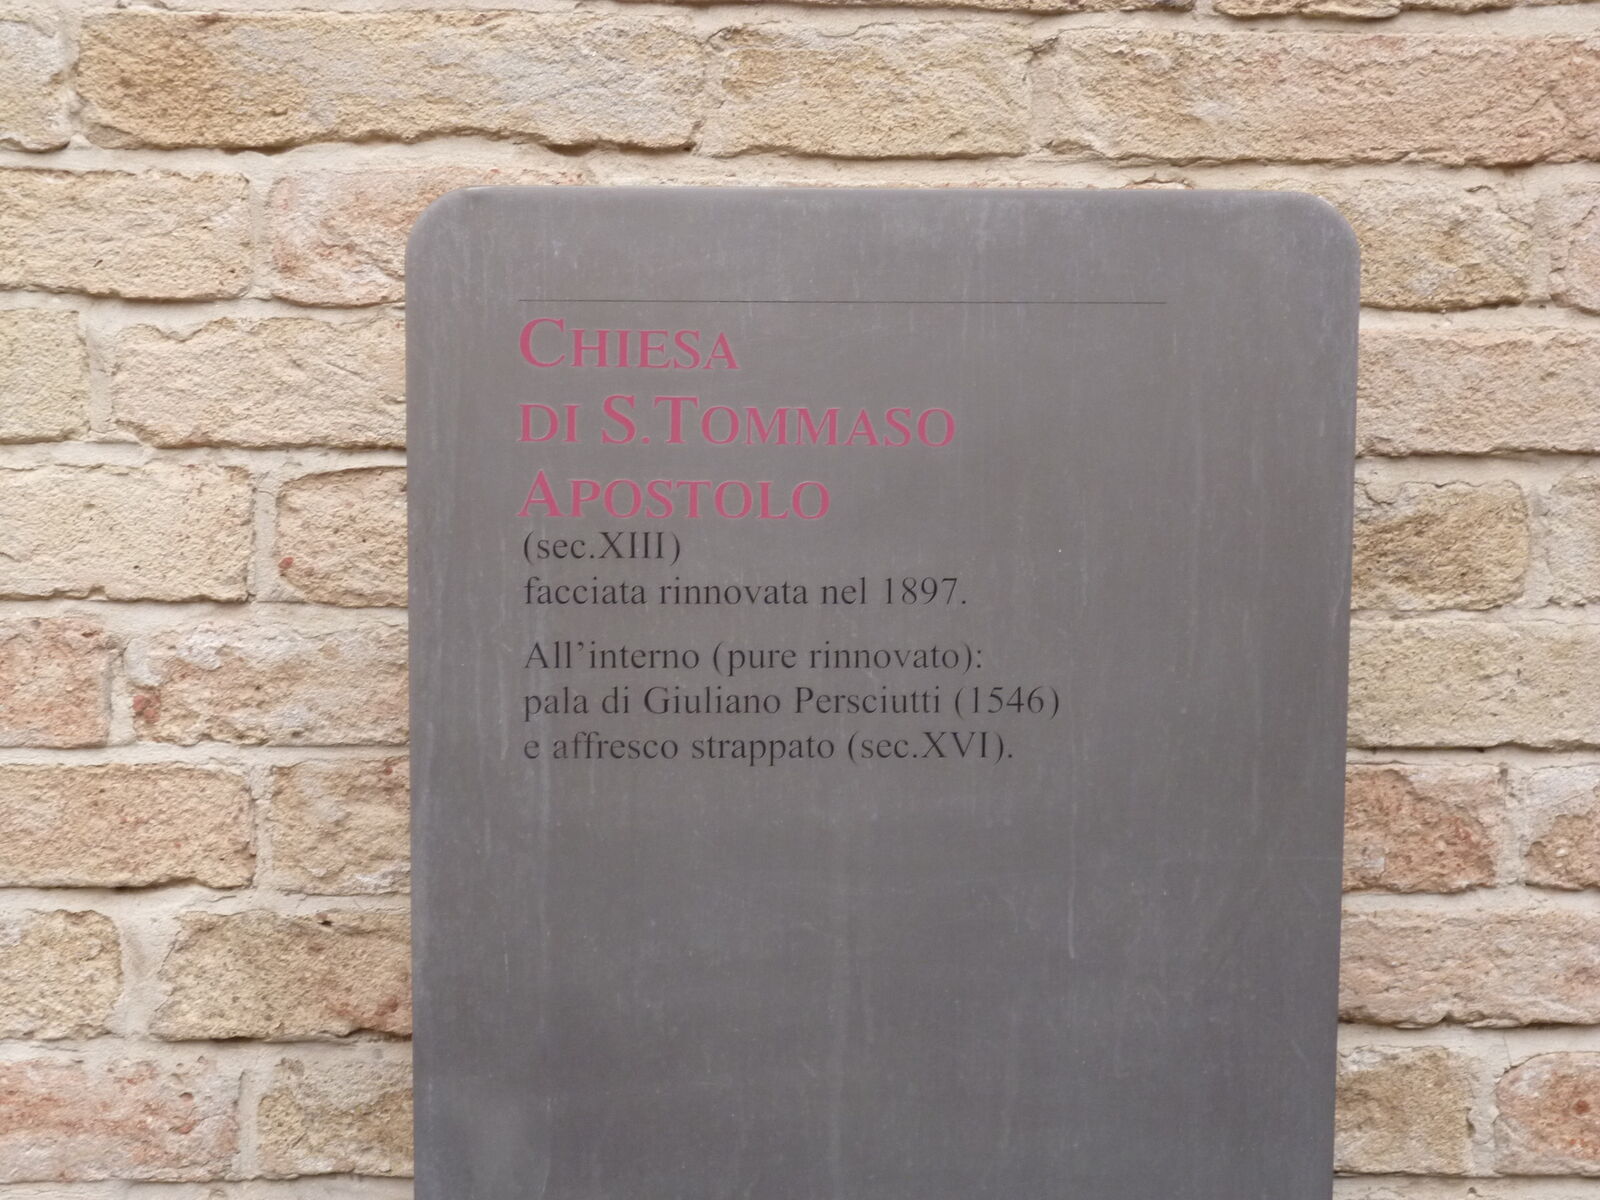 CHIESA
DI S.TOMMASO
APOSTOLO
(sec.XIII)
facciata rinnovata nel 1897.
All'interno (pure rinnovato):
pala di Giuliano Persciutti (1546)
e affresco strappato (sec.XVI).